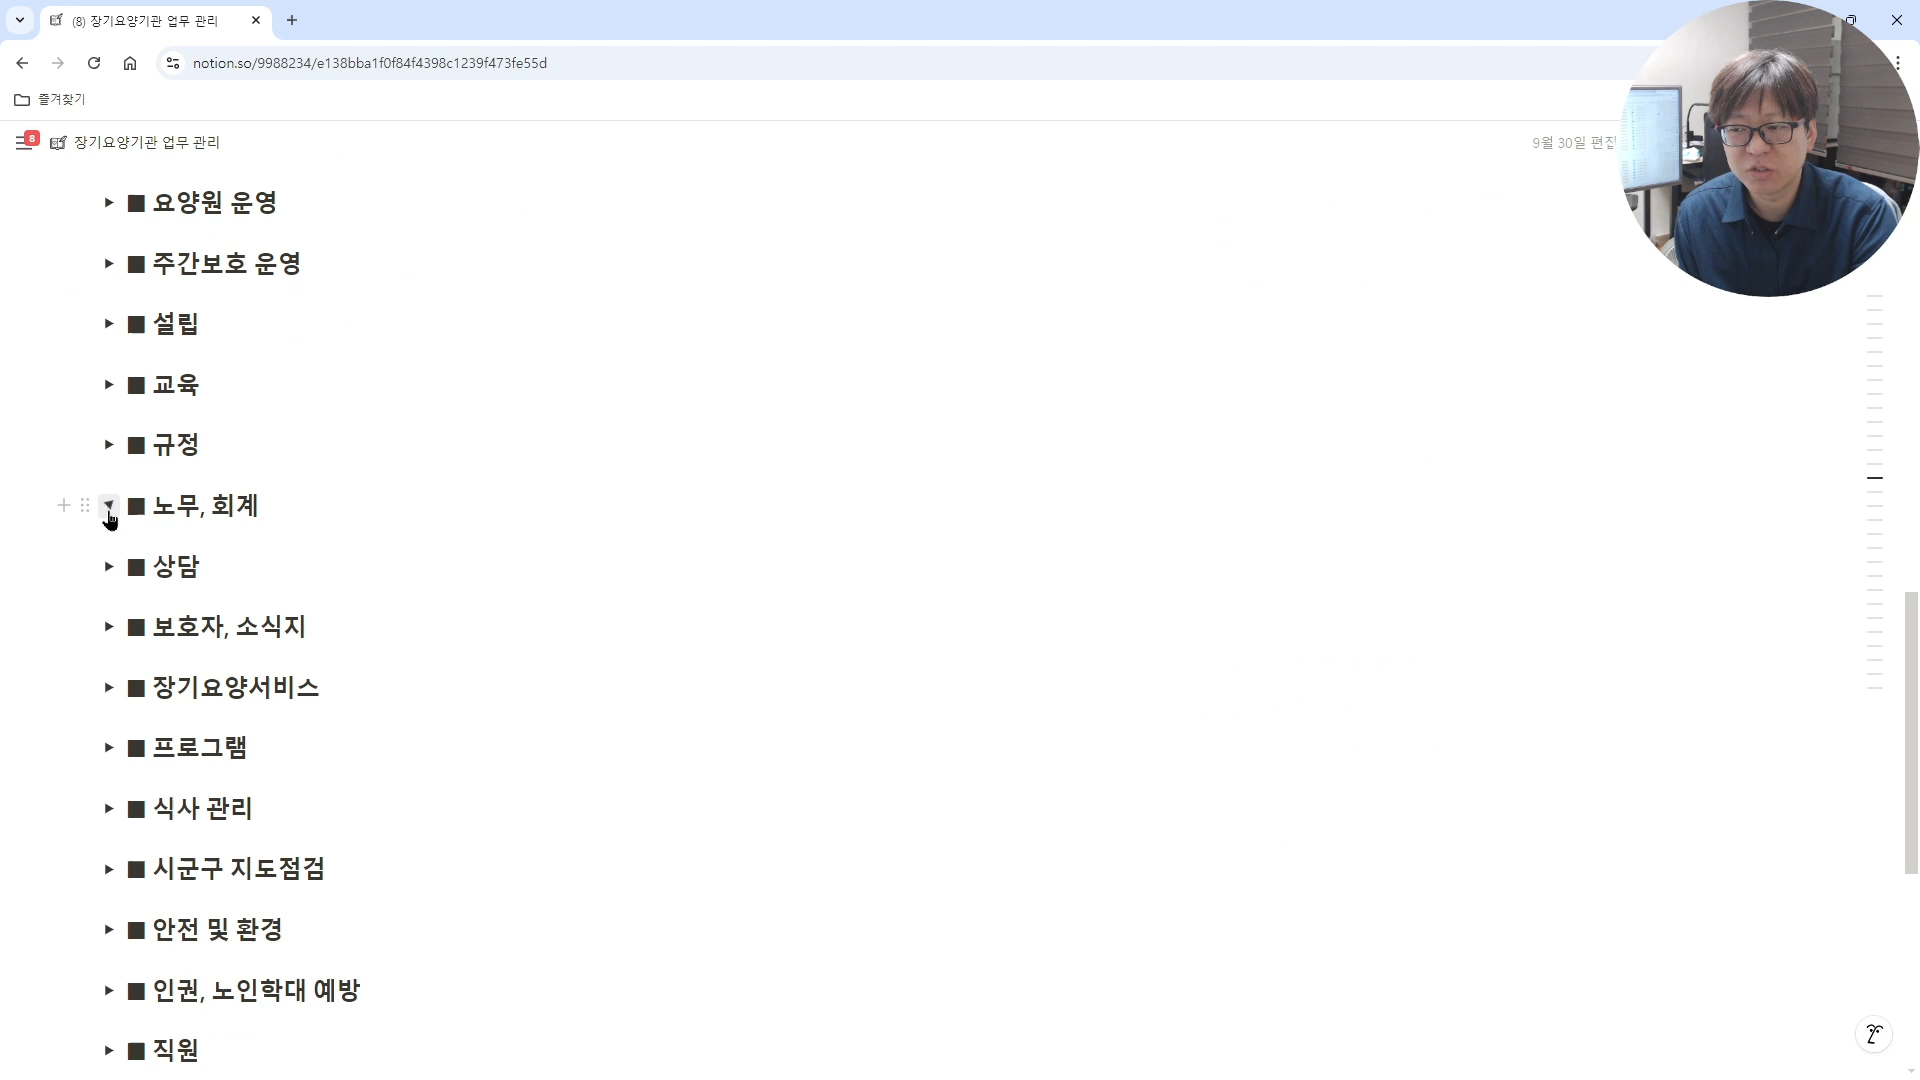 (8) 장기요양기관 업무 관리
notion.so/9988234/e138bba1f0f84f4398c1239f473fe55d
즐겨찾기
8
장기요양기관 업무 관리
9월 30일 편집
■ 요양원 운영
■ 주간보호 운영
■ 설립
■ 교육
■ 규정
■ 노무, 회계
■ 상담
■ 보호자, 소식지
■ 장기요양서비스
■ 프로그램
■ 식사 관리
■ 시군구 지도점검
■ 안전 및 환경
■ 인권, 노인학대 예방
■ 직원